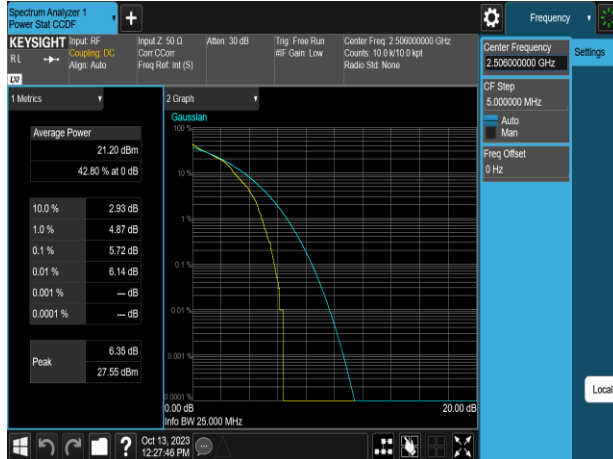 Spectrum Analyzer 1
Power Stat CCDF
Frequency
KEYSIGHT
RL
LXI
Input: RF
Coupling: DC
Align: Auto
Input Z: 50 Ω
Corr CCorr
Freq Ref: Int (S)
Atten: 30 dB
Trig: Free Run
#IF Gain: Low
Center Freq: 2.506000000 GHz
Counts: 10.0 k/10.0 kpt
Radio Std: None
Center Frequency
2.506000000 GHz
Settings
CF Step
5.000000 MHz
Auto
Man
Freq Offset
0 Hz
Local
1 Metrics
Average Power
21.20 dBm
42.80 % at 0 dB
10.0 % 2.93 dB
1.0 % 4.87 dB
0.1 % 5.72 dB
0.01 % 6.14 dB
0.001 % --- dB
0.0001 % --- dB
Peak
6.35 dB
27.55 dBm
2 Graph
Gaussian
100 %
10 %
1 %
0.1 %
0.01 %
0.001 %
0.0001 %
0.00 dB
20.00 dB
Info BW 25.000 MHz
?
Oct 13, 2023
12:27:46 PM